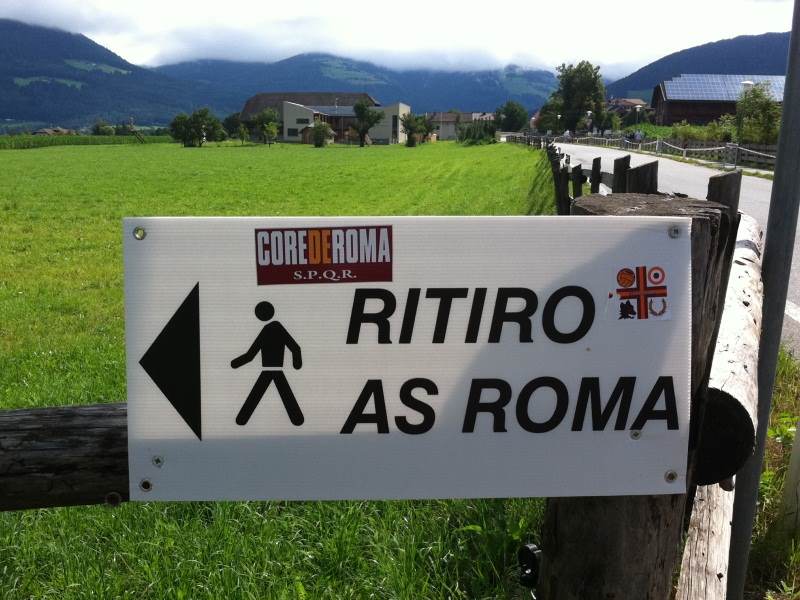 COREDEROMA
S.P.Q.R.
RITIRO
AS ROMA